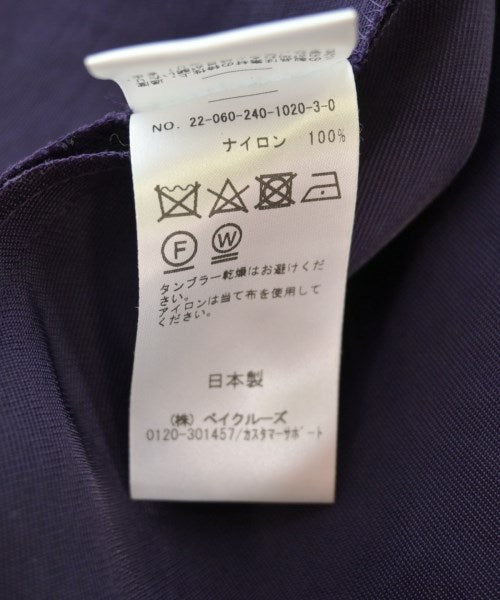 NO. 22-060-240-1020-3-0
ナイロン 100%
F W
タンブラー乾燥はお避けくだ
さい。
アイロンは当て布を使用して
ください。
日本製
(株) ベイクルーズ
0120-301457/カスタマーサポート